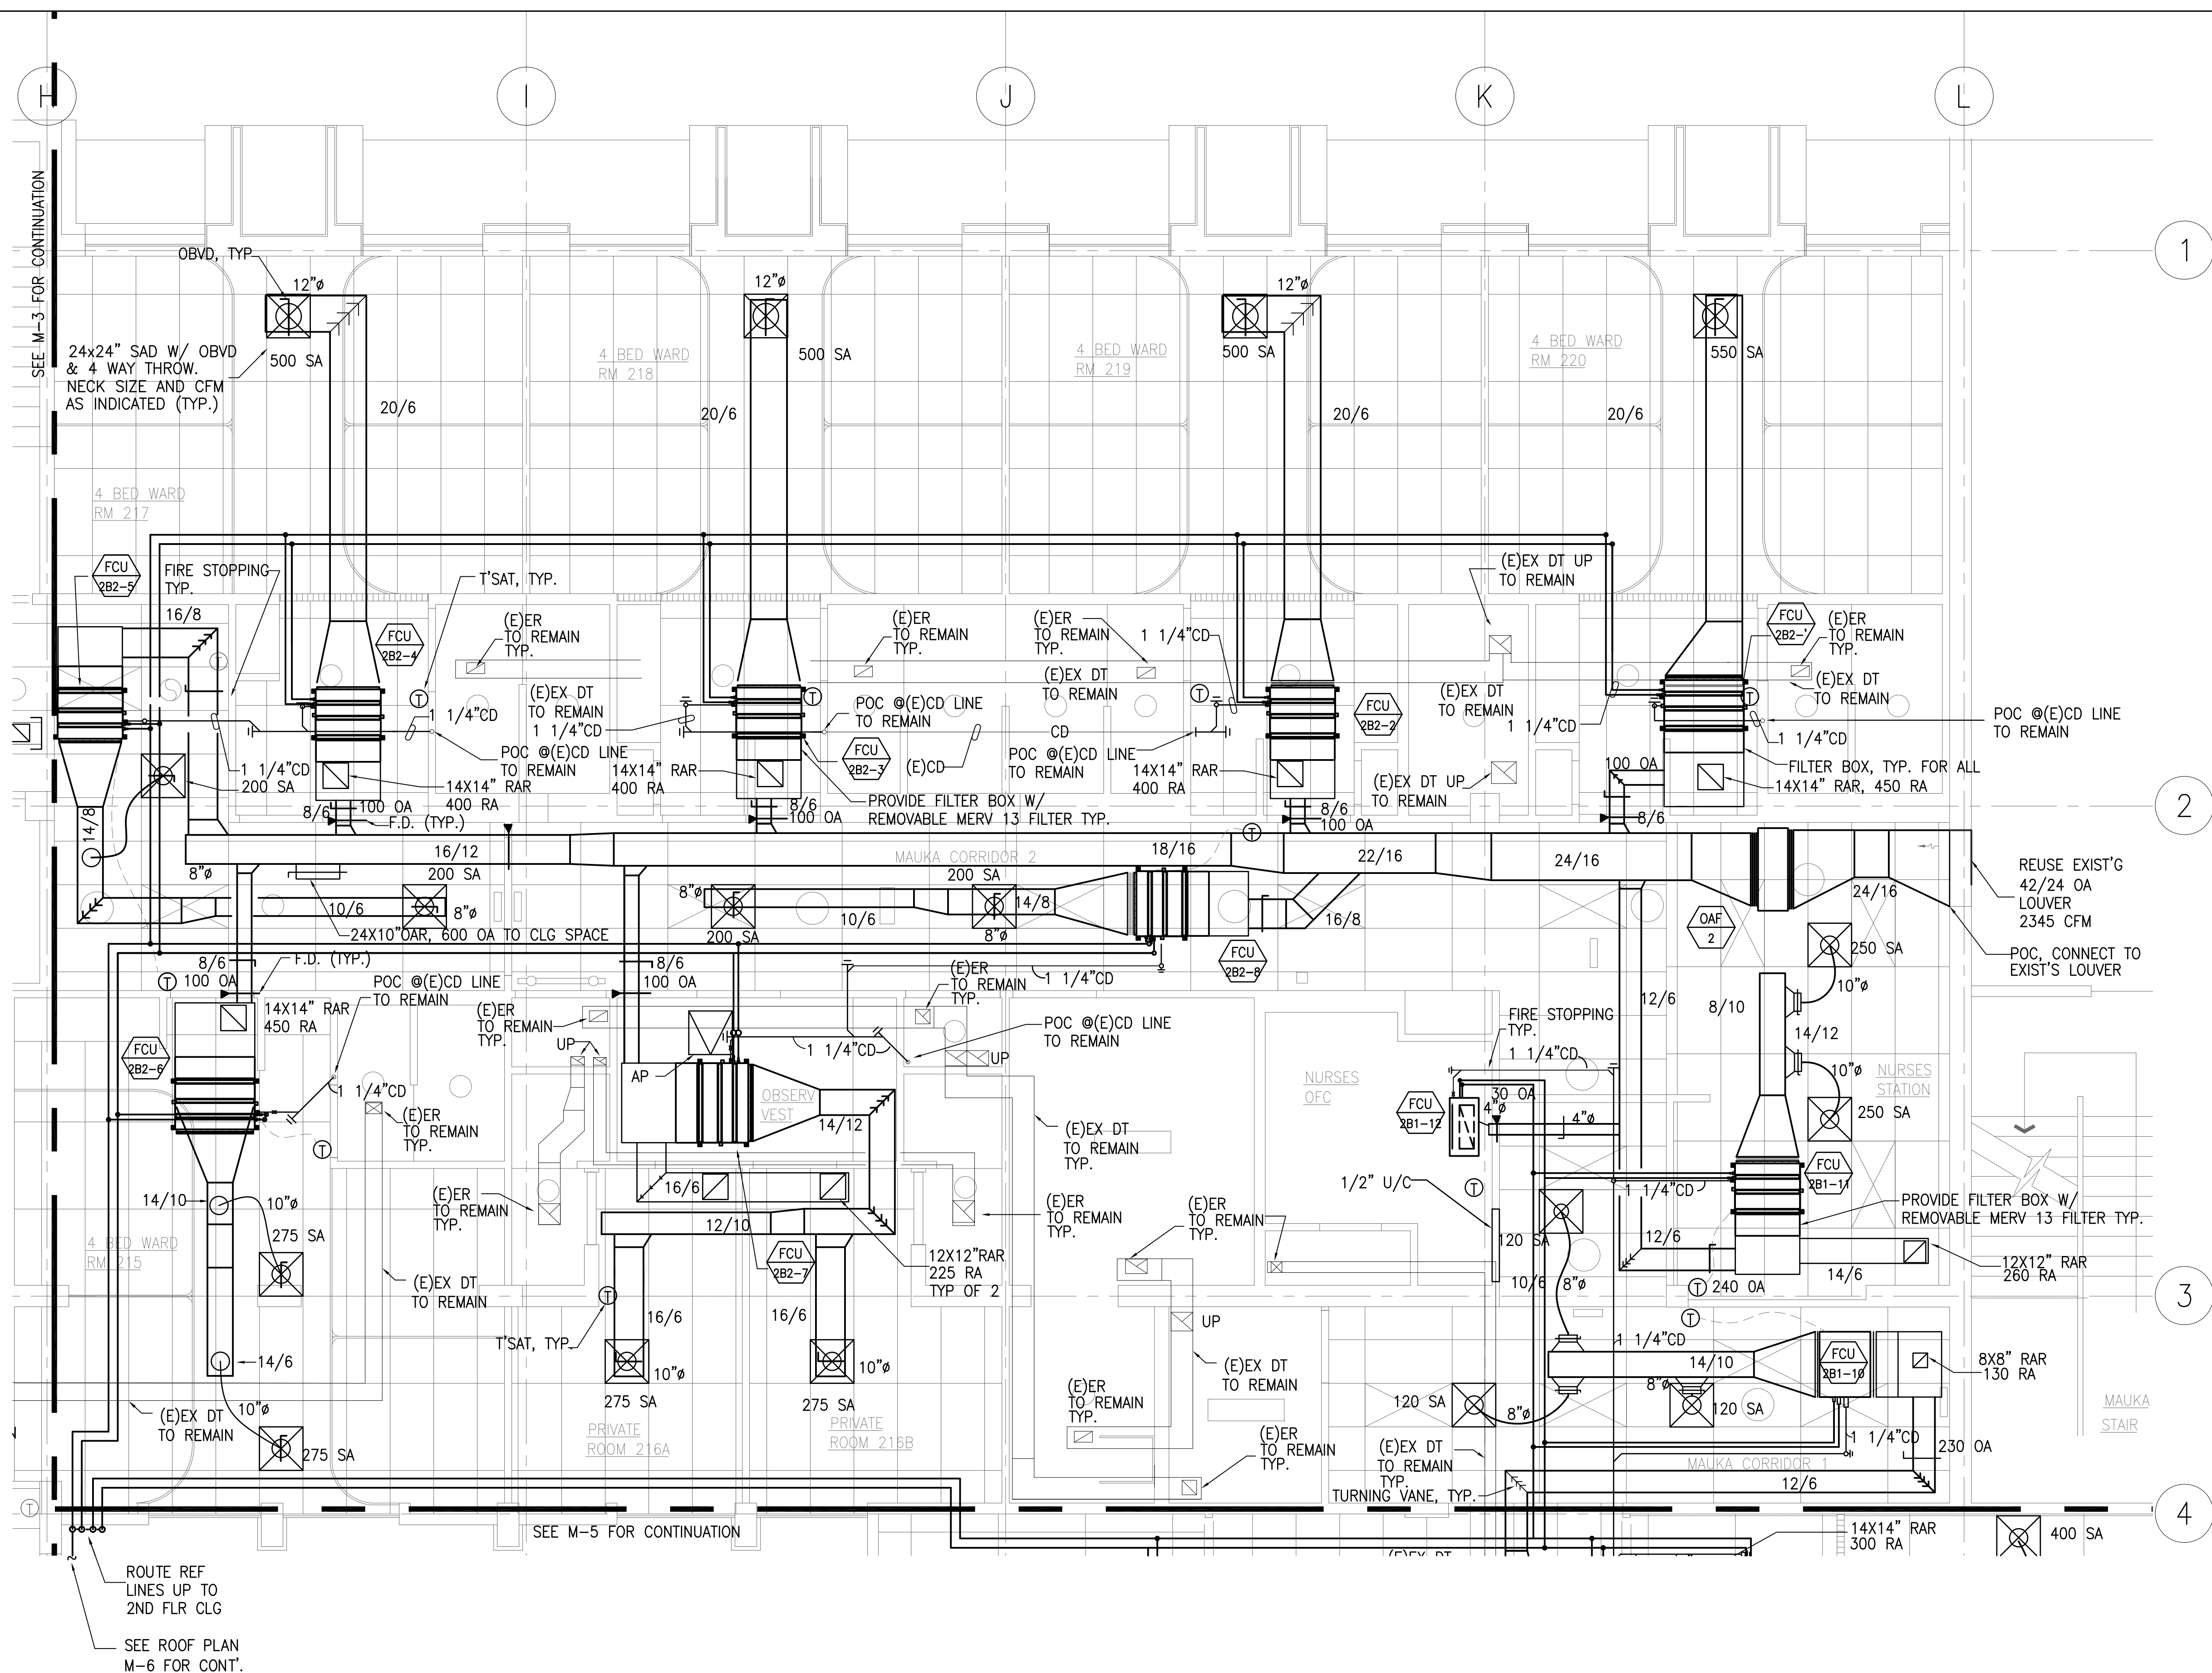 H
I
J
K
L
1
2
3
4
SEE M-3 FOR CONTINUATION
OBVD, TYP
12"ø
500 SA
20/6
24x24" SAD W/ OBVD
& 4 WAY THROW.
NECK SIZE AND CFM
AS INDICATED (TYP.)
12"ø
500 SA
20/6
4 BED WARD
RM 218
4 BED WARD
RM 219
12"ø
500 SA
20/6
4 BED WARD
RM 220
550 SA
20/6
4 BED WARD
RM 217
FCU
2B2-5
FIRE STOPPING
TYP.
16/8
T'SAT, TYP.
FCU
2B2-4
(E)ER
TO REMAIN
TYP.
(E)EX DT
TO REMAIN
1 1/4"CD
1 1/4"CD
POC @(E)CD LINE
TO REMAIN
14X14" RAR
400 RA
14X14" RAR
400 RA
1 1/4"CD
200 SA
8/6
100 OA
F.D. (TYP.)
T
T
(E)ER
TO REMAIN
TYP.
POC @(E)CD LINE
TO REMAIN
FCU
2B2-3
(E)CD
CD
PROVIDE FILTER BOX W/
REMOVABLE MERV 13 FILTER TYP.
8/6
100 OA
(E)ER
TO REMAIN
TYP.
1 1/4"CD
(E)EX DT
TO REMAIN
T
POC @(E)CD LINE
TO REMAIN
14X14" RAR
400 RA
FCU
2B2-2
8/6
100 OA
(E)EX DT UP
TO REMAIN
(E)EX DT
TO REMAIN
1 1/4"CD
(E)EX DT UP
TO REMAIN
FCU
(E)ER
TO REMAIN
TYP.
(E)EX DT
TO REMAIN
T
POC @(E)CD LINE
TO REMAIN
1 1/4"CD
FILTER BOX, TYP. FOR ALL
14X14" RAR, 450 RA
100 OA
8/6
14/8
8"ø
16/12
200 SA
10/6
8"ø
24X10"OAR, 600 OA TO CLG SPACE
MAUKA CORRIDOR 2
18/16
200 SA
T
22/16
24/16
24/16
8"ø
200 SA
10/6
14/8
8"ø
16/8
FCU
2B2-8
OAF
2
REUSE EXIST'G
42/24 OA
LOUVER
2345 CFM
POC, CONNECT TO
EXIST'S LOUVER
8/6
100 OA
T
F.D. (TYP.)
POC @(E)CD LINE
TO REMAIN
14X14" RAR
450 RA
FCU
2B2-6
1 1/4"CD
(E)ER
TO REMAIN
TYP.
T
8/6
100 OA
(E)ER
TO REMAIN
TYP.
UP
AP
(E)ER
TO REMAIN
TYP.
1 1/4"CD
1 1/4"CD
POC @(E)CD LINE
TO REMAIN
UP
OBSERV
VEST
14/12
(E)EX DT
TO REMAIN
TYP.
NURSES
OFC
FIRE STOPPING
TYP.
1 1/4"CD
FCU
2B1-12
30 OA
4"ø
4"ø
12/6
250 SA
10"ø
8/10
14/12
10"ø
250 SA
NURSES
STATION
FCU
2B1-11
1 1/4"CD
PROVIDE FILTER BOX W/
REMOVABLE MERV 13 FILTER TYP.
12/6
14/6
12X12" RAR
260 RA
T 240 OA
14/10
10"ø
275 SA
4 BED WARD
RM 215
14/6
10"ø
275 SA
(E)EX DT
TO REMAIN
(E)EX DT
TO REMAIN
(E)ER
TO REMAIN
TYP.
16/6
12/10
FCU
2B2-7
12X12"RAR
225 RA
TYP OF 2
T
T'SAT, TYP.
16/6
16/6
10"ø
10"ø
275 SA
275 SA
PRIVATE
ROOM 216A
PRIVATE
ROOM 216B
(E)ER
TO REMAIN
TYP.
(E)ER
TO REMAIN
TYP.
(E)ER
TO REMAIN
TYP.
UP
(E)EX DT
TO REMAIN
(E)ER
TO REMAIN
TYP.
(E)ER
TO REMAIN
TYP.
1/2" U/C
T
120 SA
10/6
8"ø
T
1 1/4"CD
14/10
FCU
2B1-10
8X8" RAR
130 RA
120 SA
8"ø
8"ø
120 SA
1 1/4"CD
230 OA
(E)EX DT
TO REMAIN
TYP.
MAUKA CORRIDOR 1
TURNING VANE, TYP.
12/6
MAUKA
STAIR
T
SEE M-5 FOR CONTINUATION
14X14" RAR
300 RA
400 SA
(E)EX DT
ROUTE REF
LINES UP TO
2ND FLR CLG
SEE ROOF PLAN
M-6 FOR CONT'.